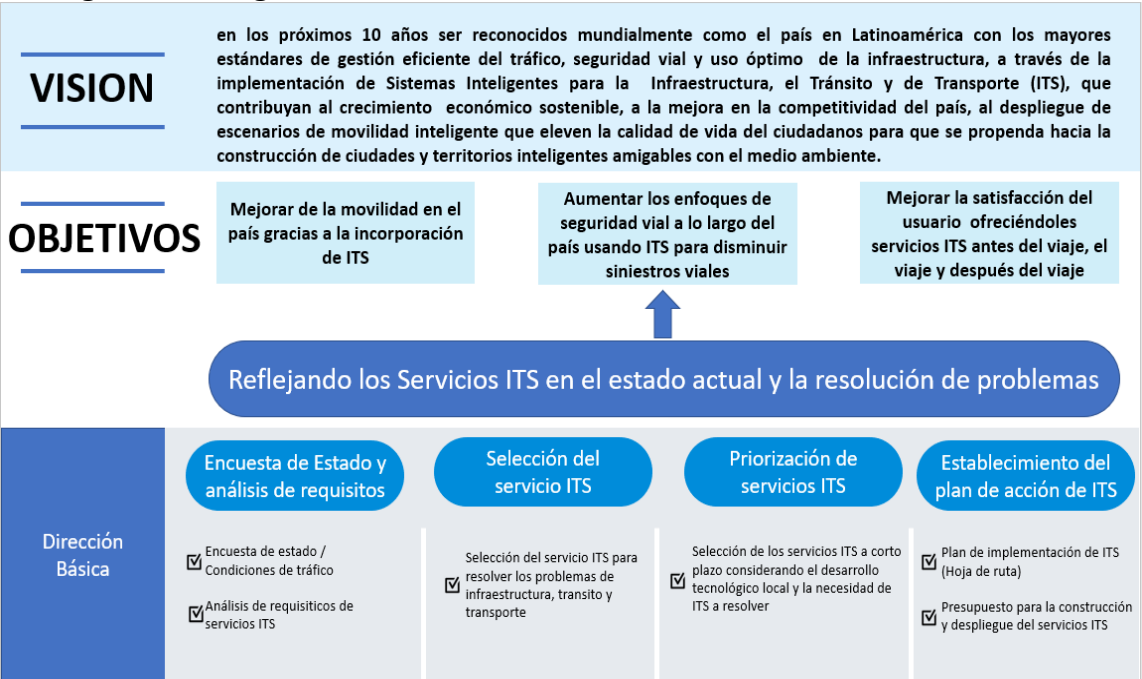 VISION
en los próximos 10 años ser reconocidos mundialmente como el país en Latinoamérica con los mayores
estándares de gestión eficiente del tráfico, seguridad vial y uso óptimo de la infraestructura, a través de la
implementación de Sistemas Inteligentes para la Infraestructura, el Tránsito y de Transporte (ITS), que
contribuyan al crecimiento económico sostenible, a la mejora en la competitividad del país, al despliegue de
escenarios de movilidad inteligente que eleven la calidad de vida del ciudadanos para que se propenda hacia la
construcción de ciudades y territorios inteligentes amigables con el medio ambiente.
OBJETIVOS
Mejorar de la movilidad en el
país gracias a la incorporación
de ITS
Aumentar los enfoques de
seguridad vial a lo largo del
país usando ITS para disminuir
siniestros viales
Mejorar la satisfacción del
usuario ofreciéndoles
servicios ITS antes del viaje, el
viaje y después del viaje
Reflejando los Servicios ITS en el estado actual y la resolución de problemas
Dirección
Básica
Encuesta de Estado y
análisis de requisitos
Encuesta de estado /
Condiciones de tráfico
Análisis de requisiticos de
servicios ITS
Selección del
servicio ITS
Selección del servicio ITS para
resolver los problemas de
infraestructura, transito y
transporte
Priorización de
servicios ITS
Selección de los servicios ITS a corto
plazo considerando el desarrollo
tecnológico local y la necesidad de
ITS a resolver
Establecimiento del
plan de acción de ITS
Plan de implementación de ITS
(Hoja de ruta)
Presupuesto para la construcción
y despliegue del servicios ITS